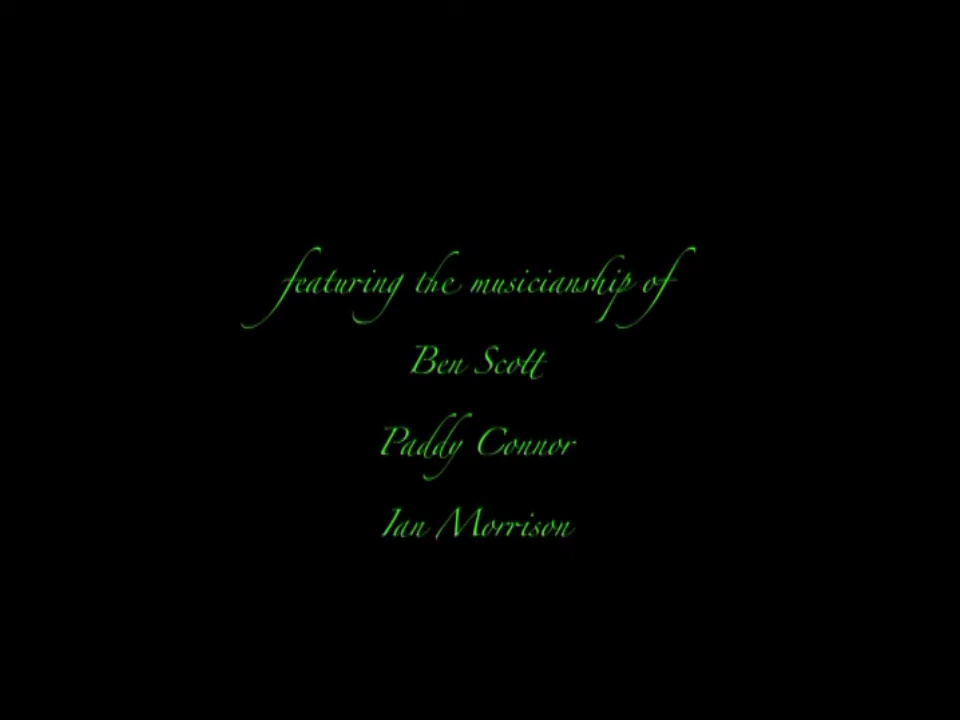 featuring the musicianship of
Ben Scott
Paddy Connor
Ian Morrison